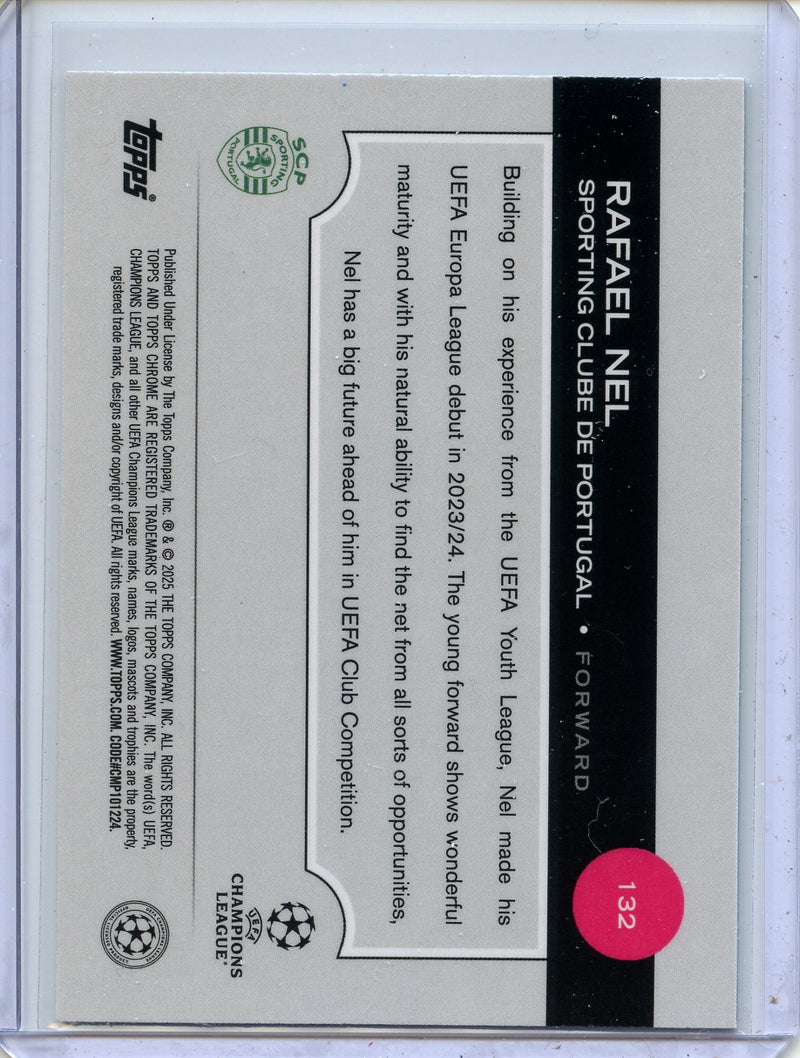 RAFAEL NEL
SPORTING CLUBE DE PORTUGAL • FORWARD
132
Building on his experience from the UEFA Youth League, Nel made his
UEFA Europa League debut in 2023/24. The young forward shows wonderful
maturity and with his natural ability to find the net from all sorts of opportunities,
Nel has a big future ahead of him in UEFA Club Competition.
SCP
SPORTING
PORTUGAL
UEFA
CHAMPIONS
LEAGUE®
topps®
Published Under License by The Topps Company, Inc. ® & © 2025 THE TOPPS COMPANY, INC. ALL RIGHTS RESERVED.
TOPPS AND TOPPS CHROME ARE REGISTERED TRADEMARKS OF THE TOPPS COMPANY, INC. The word(s) UEFA,
CHAMPIONS LEAGUE, and all other UEFA Champions League marks, names, logos, mascots and trophies are the property,
registered trade marks, designs and/or copyright of UEFA. All rights reserved. WWW.TOPPS.COM. CODE#CMP101224.